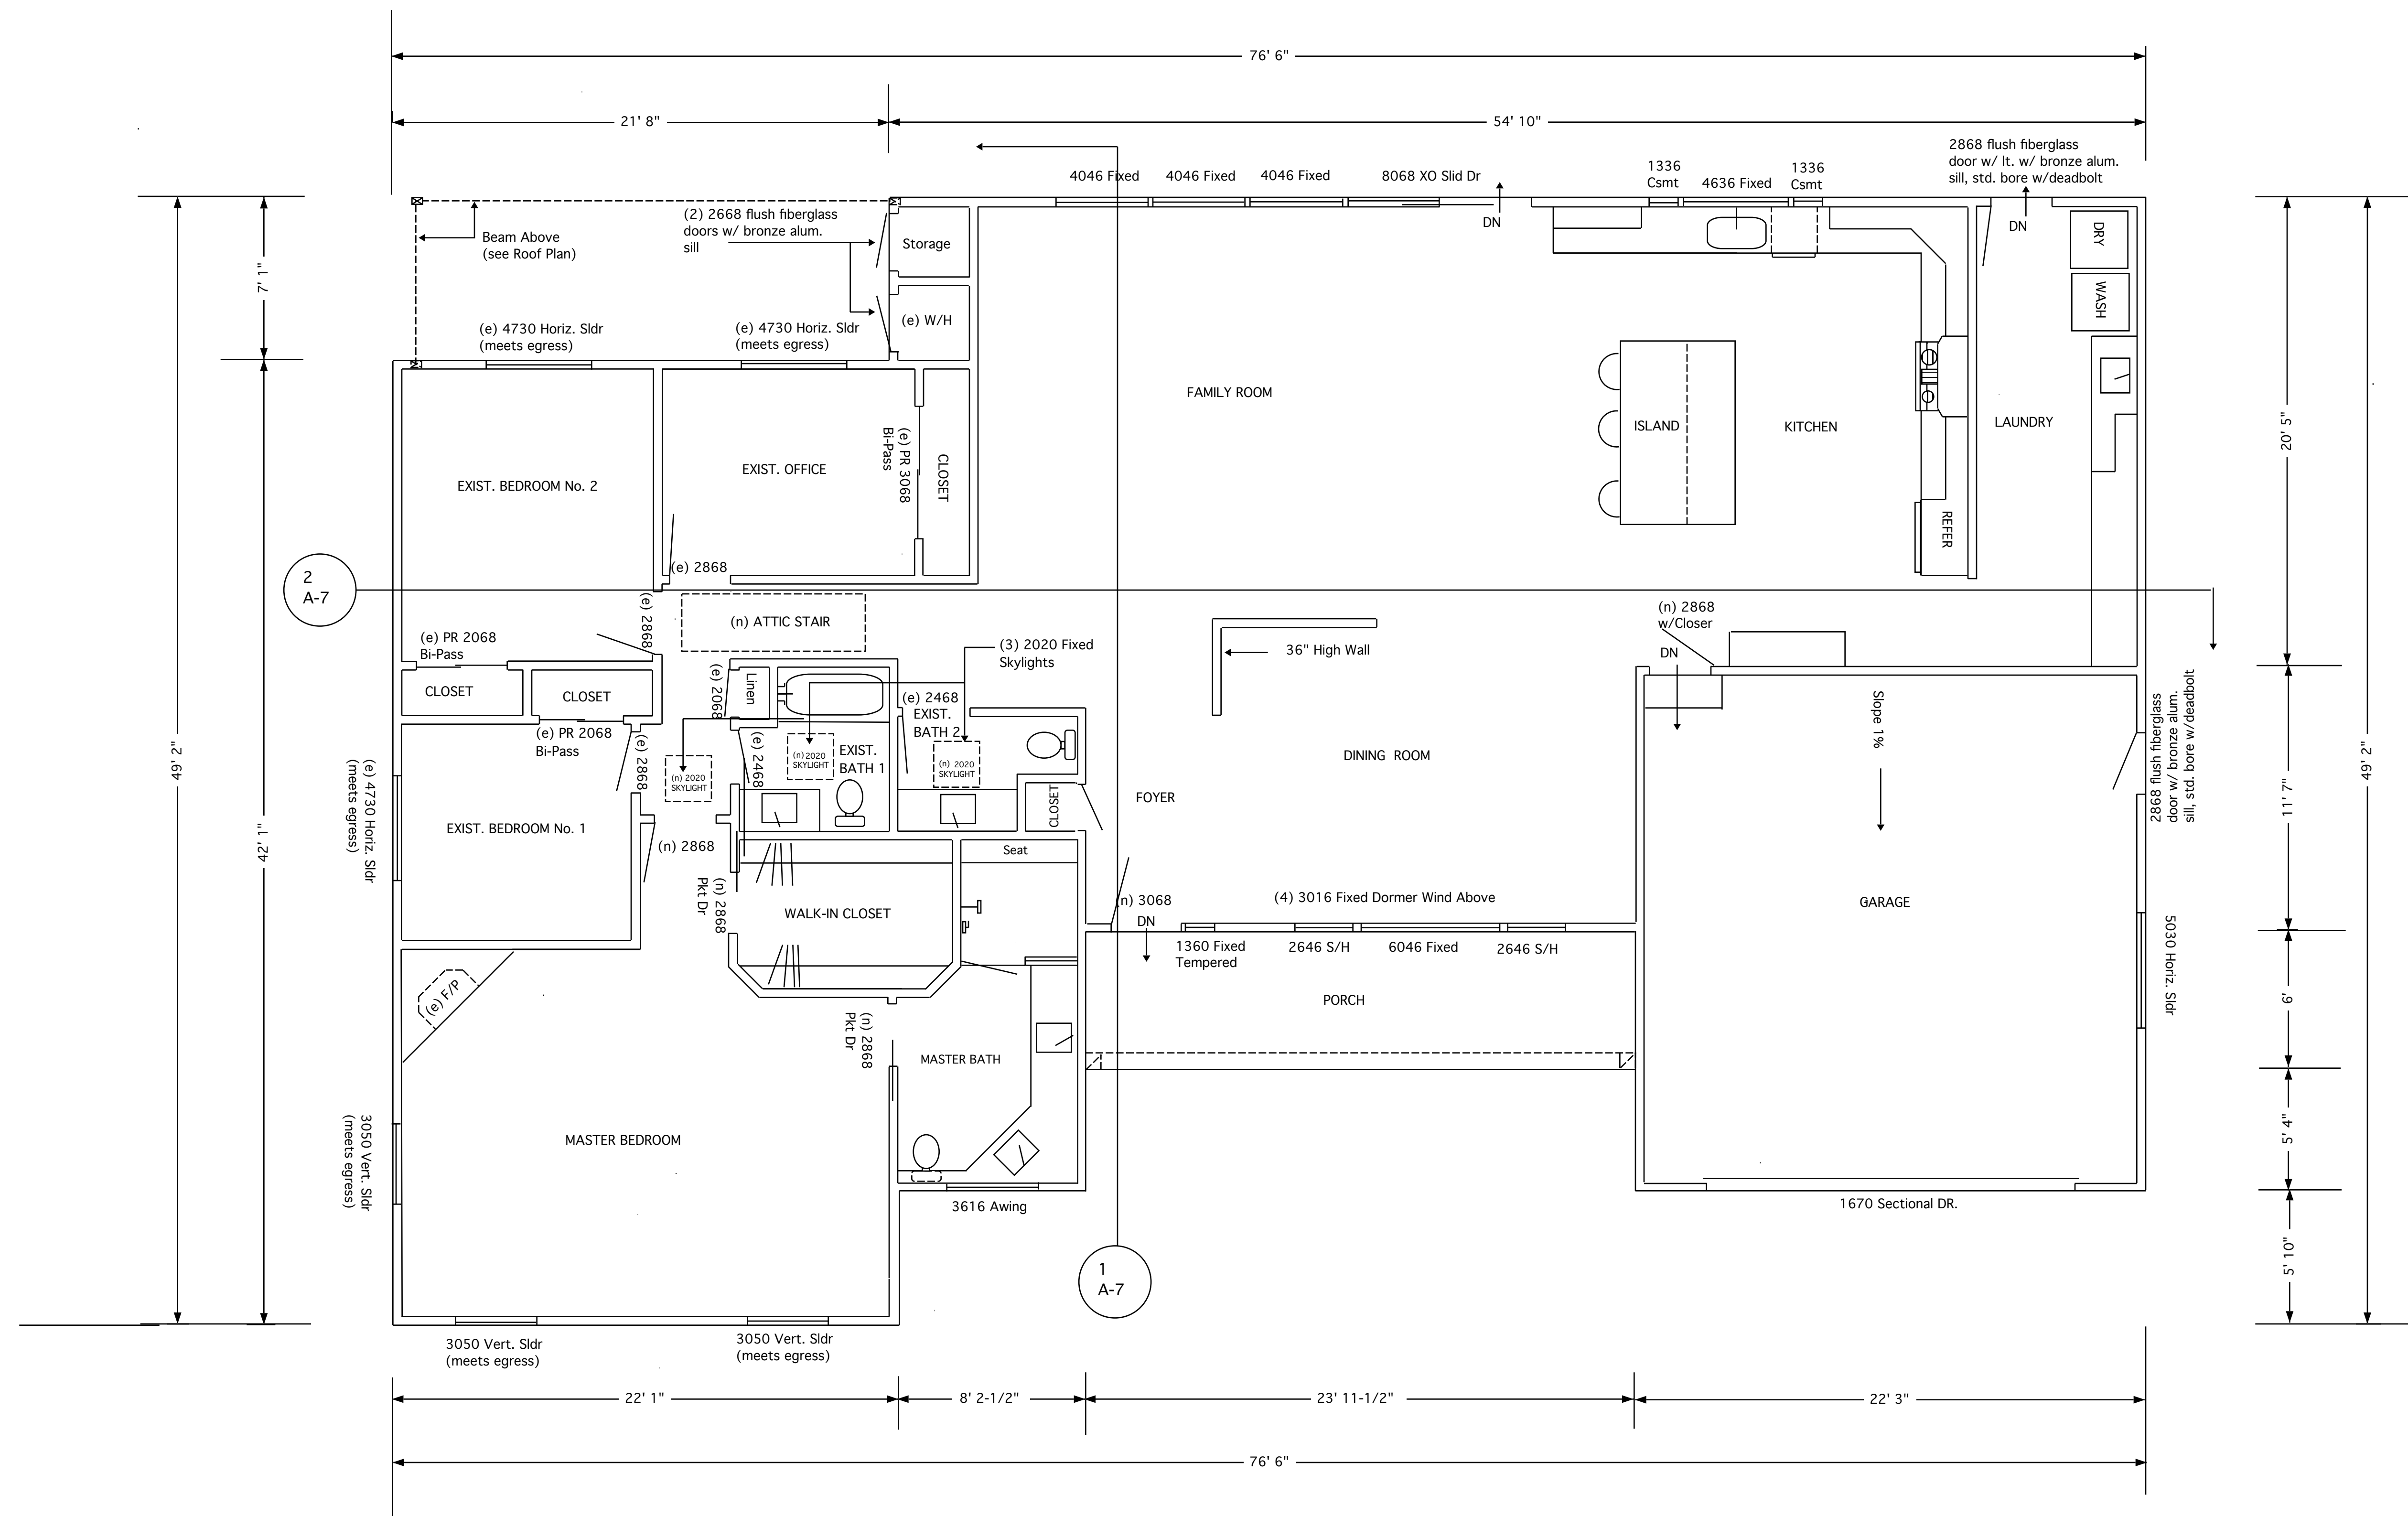 76' 6"
21' 8"
54' 10"
2868 flush fiberglass
door w/ lt. w/ bronze alum.
sill, std. bore w/deadbolt
4046 Fixed
4046 Fixed
4046 Fixed
8068 XO Slid Dr
1336
Csmt
4636 Fixed
1336
Csmt
DN
DN
(2) 2668 flush fiberglass
doors w/ bronze alum.
sill
Beam Above
(see Roof Plan)
Storage
DRY
WASH
7' 1"
(e) 4730 Horiz. Sldr
(meets egress)
(e) 4730 Horiz. Sldr
(meets egress)
(e) W/H
FAMILY ROOM
ISLAND
KITCHEN
LAUNDRY
20' 5"
EXIST. BEDROOM No. 2
EXIST. OFFICE
(e) PR 3068
Bi-Pass
CLOSET
REFER
(e) 2868
2
A-7
(e) 2868
(n) ATTIC STAIR
(n) 2868
w/Closer
DN
(e) PR 2068
Bi-Pass
(3) 2020 Fixed
Skylights
36" High Wall
CLOSET
CLOSET
(e) 2068
Linen
(e) 2468
EXIST.
BATH 2
Slope 1%
2868 flush fiberglass
door w/ bronze alum.
sill, std. bore w/deadbolt
49' 2"
49' 2"
(e) PR 2068
Bi-Pass
(e) 2868
(e) 2468
(n) 2020
SKYLIGHT
(n) 2020
SKYLIGHT
EXIST.
BATH 1
(n) 2020
SKYLIGHT
DINING ROOM
11' 7"
(e) 4730 Horiz. Sldr
(meets egress)
42' 1"
EXIST. BEDROOM No. 1
(n) 2868
CLOSET
FOYER
Seat
(n) 2868
Pkt Dr
WALK-IN CLOSET
(n) 3068
DN
(4) 3016 Fixed Dormer Wind Above
GARAGE
1360 Fixed
Tempered
2646 S/H
6046 Fixed
2646 S/H
5030 Horiz. Sldr
(e) F/P
PORCH
6'
(n) 2868
Pkt Dr
MASTER BATH
3050 Vert. Sldr
(meets egress)
MASTER BEDROOM
5' 4"
3616 Awing
1670 Sectional DR.
5' 10"
1
A-7
3050 Vert. Sldr
(meets egress)
3050 Vert. Sldr
(meets egress)
22' 1"
8' 2-1/2"
23' 11-1/2"
22' 3"
76' 6"